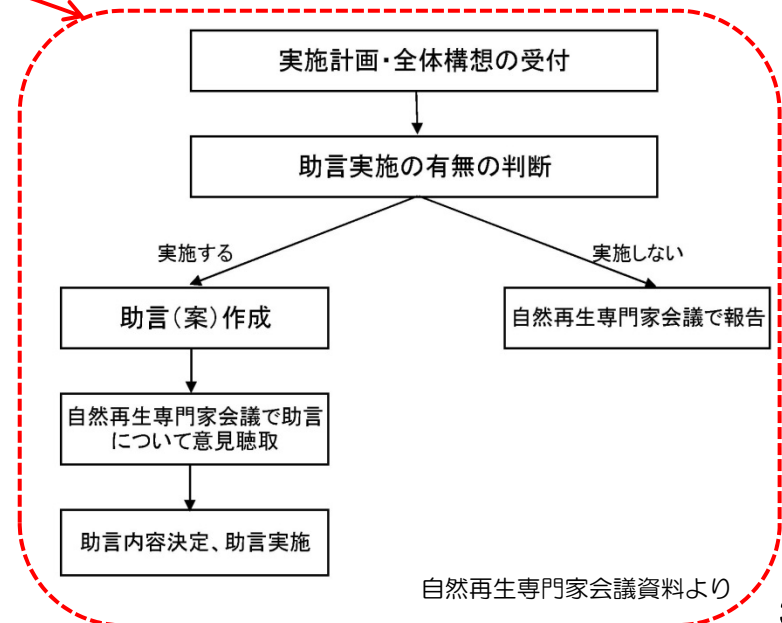 実施計画・全体構想の受付
助言実施の有無の判断
実施する
実施しない
助言(案)作成
自然再生専門家会議で報告
自然再生専門家会議で助言
について意見聴取
助言内容決定、助言実施
自然再生専門家会議資料より